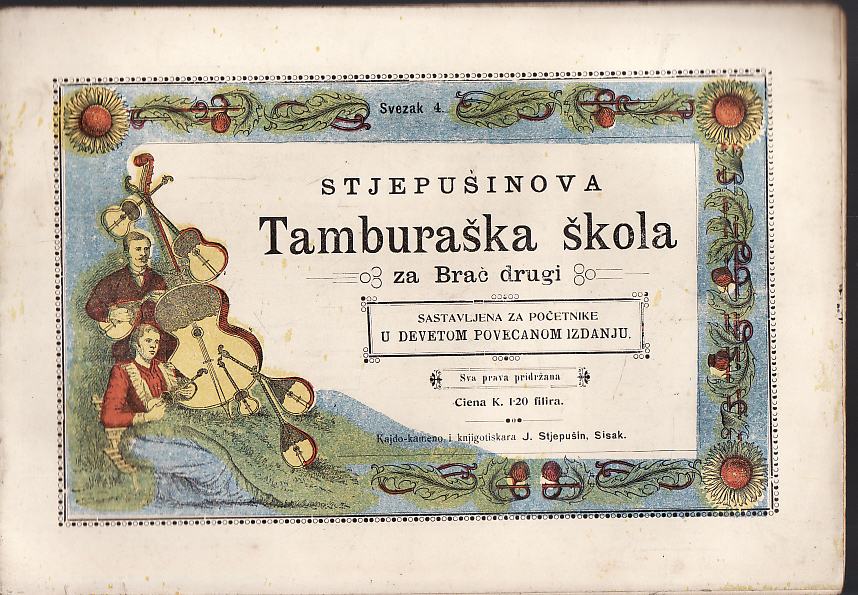 Svezak 4.
STJEPUŠINOVA
Tamburaška škola
za Brač drugi
SASTAVLJENA ZA POČETNIKE
U DEVETOM POVEĆANOM IZDANJU.
Sva prava pridržana
Ciena K. 1·20 filira.
Kajdo-kameno i knjigotiskara J. Stjepušin, Sisak.